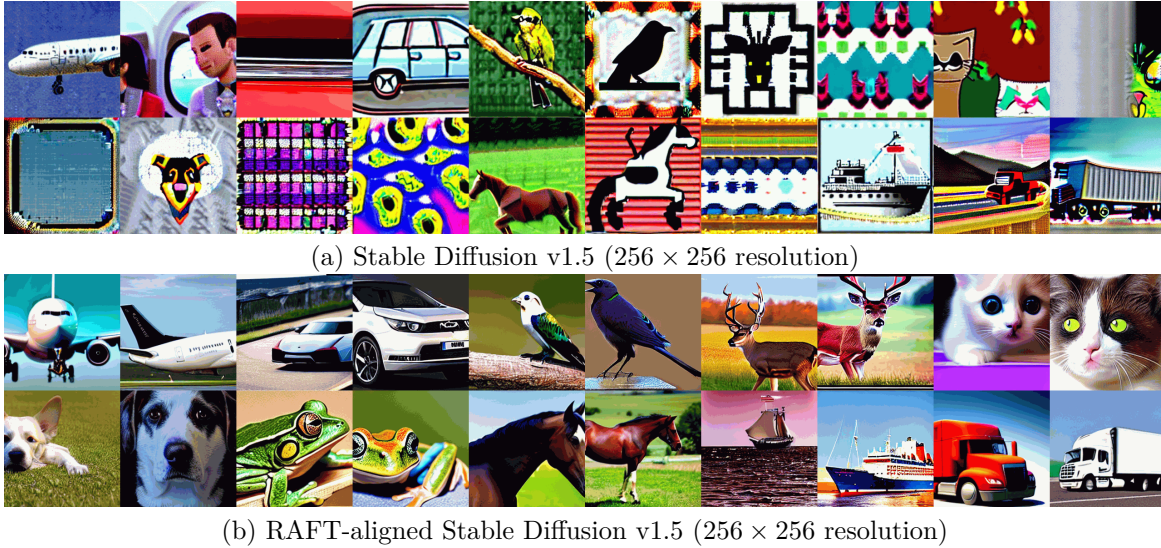 (a) Stable Diffusion v1.5 (256 × 256 resolution)
(b) RAFT-aligned Stable Diffusion v1.5 (256 × 256 resolution)